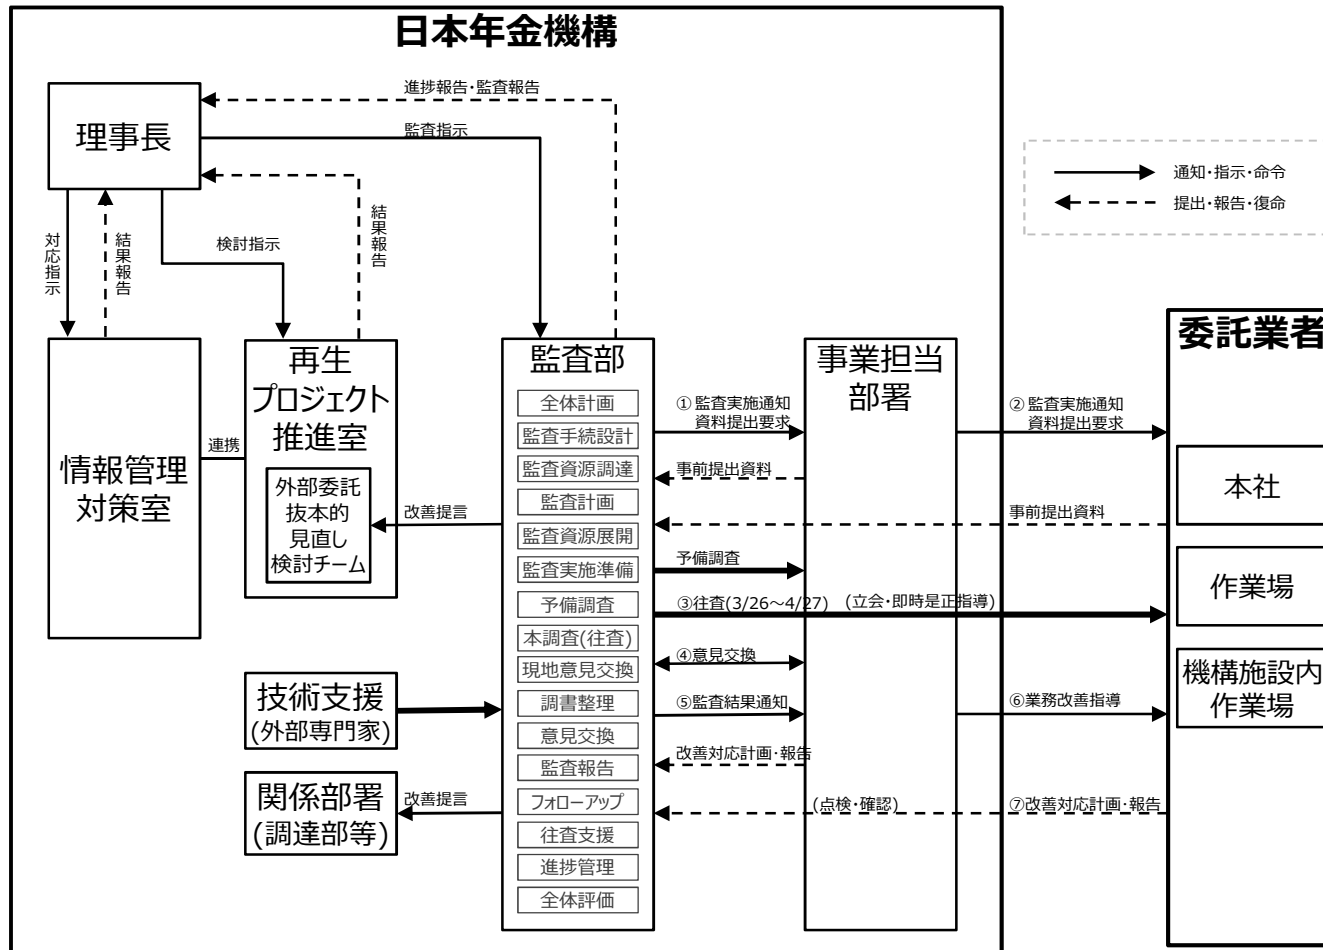 日本年金機構
進捗報告･監査報告
理事長
監査指示
通知･指示･命令
提出･報告･復命
対応指示
結果報告
検討指示
結果報告
委託業者
情報管理
対策室
連携
再生
プロジェクト
推進室
外部委託
抜本的
見直し
検討チーム
改善提言
監査部
全体計画
監査手続設計
監査資源調達
監査計画
監査資源展開
監査実施準備
予備調査
本調査(往査)
現地意見交換
調書整理
意見交換
監査報告
フォローアップ
往査支援
進捗管理
全体評価
事業担当
部署
① 監査実施通知
資料提出要求
② 監査実施通知
資料提出要求
事前提出資料
事前提出資料
予備調査
③往査(3/26～4/27)
(立会･即時是正指導)
④意見交換
⑤監査結果通知
⑥業務改善指導
改善対応計画･報告
(点検･確認)
⑦改善対応計画･報告
本社
作業場
機構施設内
作業場
技術支援
(外部専門家)
関係部署
(調達部等)
改善提言